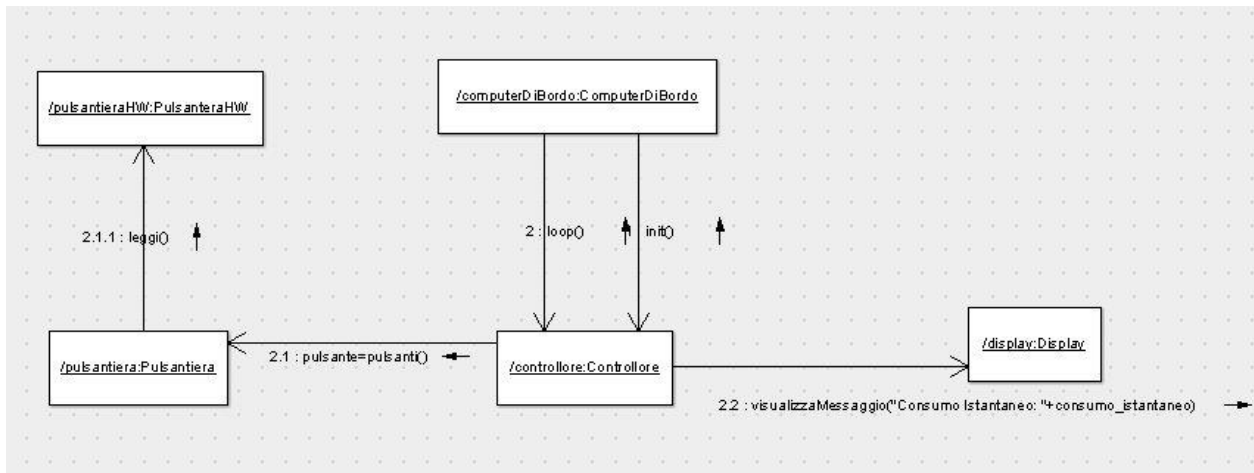 /pulsantieraHW:PulsanteraHW
/computerDiBordo:ComputerDiBordo
2.1.1 : leggi()
2 : loop()
init()
/pulsantiera:Pulsantiera
2.1 : pulsante=pulsanti()
/controllore:Controllore
/display:Display
2.2 : visualizzaMessaggio("Consumo Istantaneo: "+consumo_istantaneo)